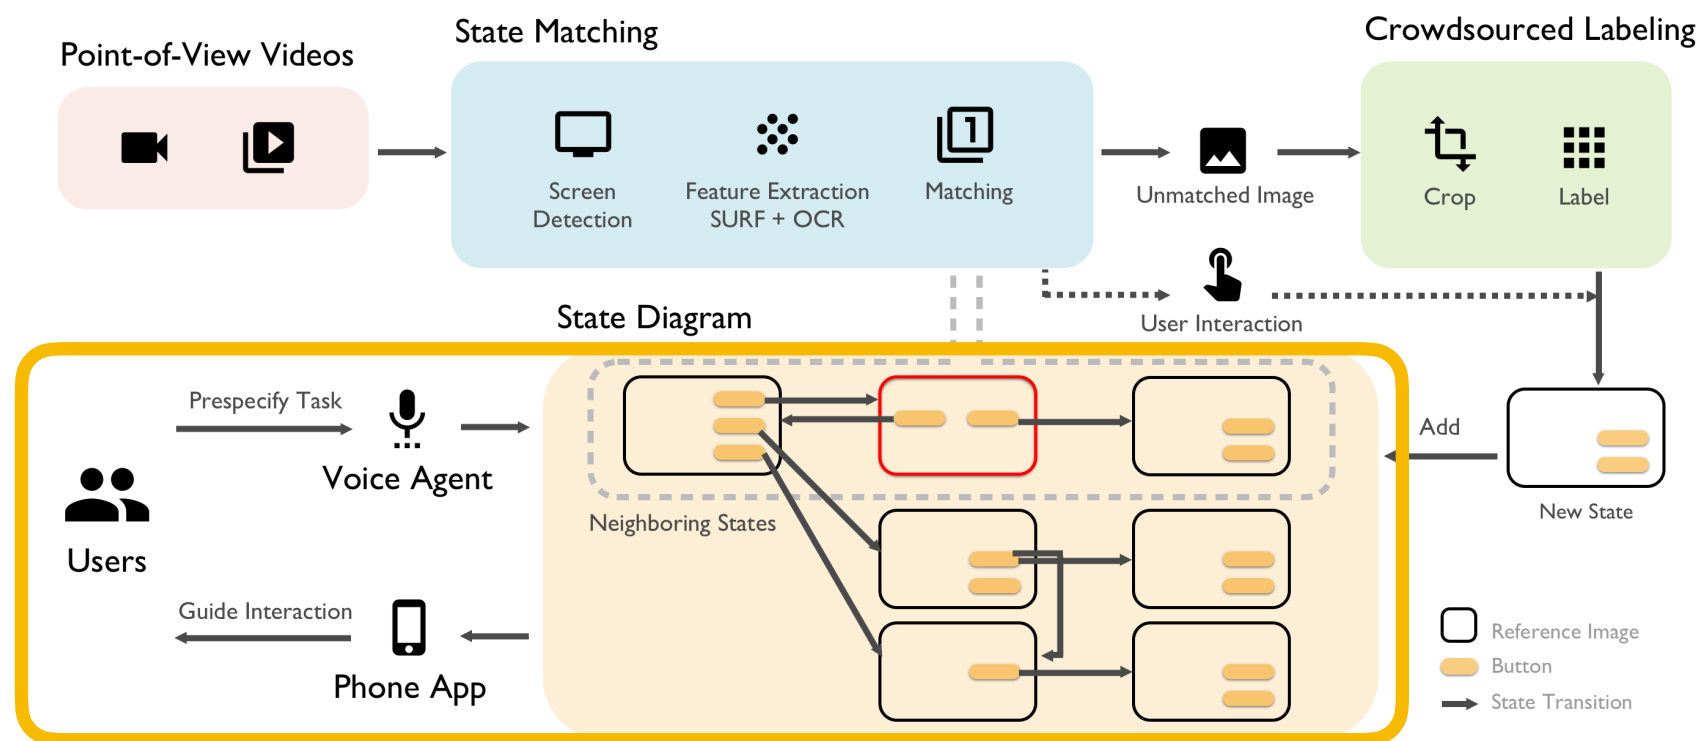 Point-of-View Videos
State Matching
Crowdsourced Labeling
Screen
Detection
Feature Extraction
SURF + OCR
1
Matching
Unmatched Image
Crop
Label
User Interaction
State Diagram
Prespecify Task
Voice Agent
Users
Guide Interaction
Phone App
Neighboring States
Add
New State
Reference Image
Button
State Transition